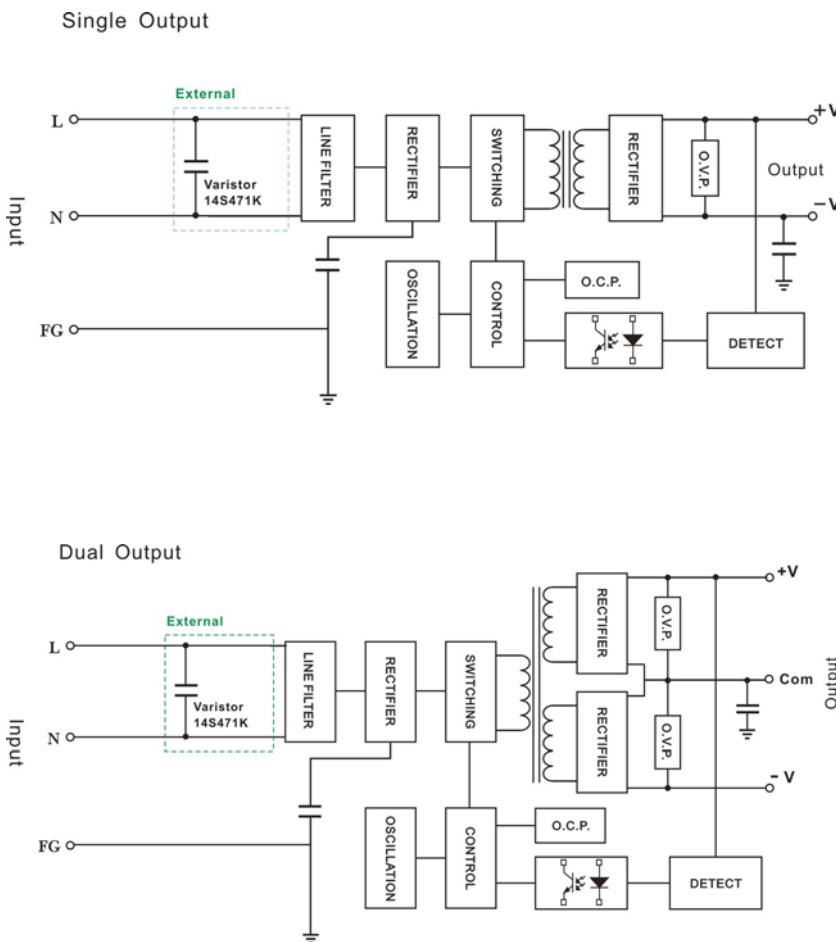 Single Output
External
L
N
FG
Input
Varistor
14S471K
LINE FILTER
RECTIFIER
SWITCHING
RECTIFIER
O.V.P.
+V
Output
-V
OSCILLATION
CONTROL
O.C.P.
DETECT
Dual Output
External
L
N
FG
Input
Varistor
14S471K
LINE FILTER
RECTIFIER
SWITCHING
RECTIFIER
RECTIFIER
O.V.P.
O.V.P.
+V
Com
- V
Output
OSCILLATION
CONTROL
O.C.P.
DETECT